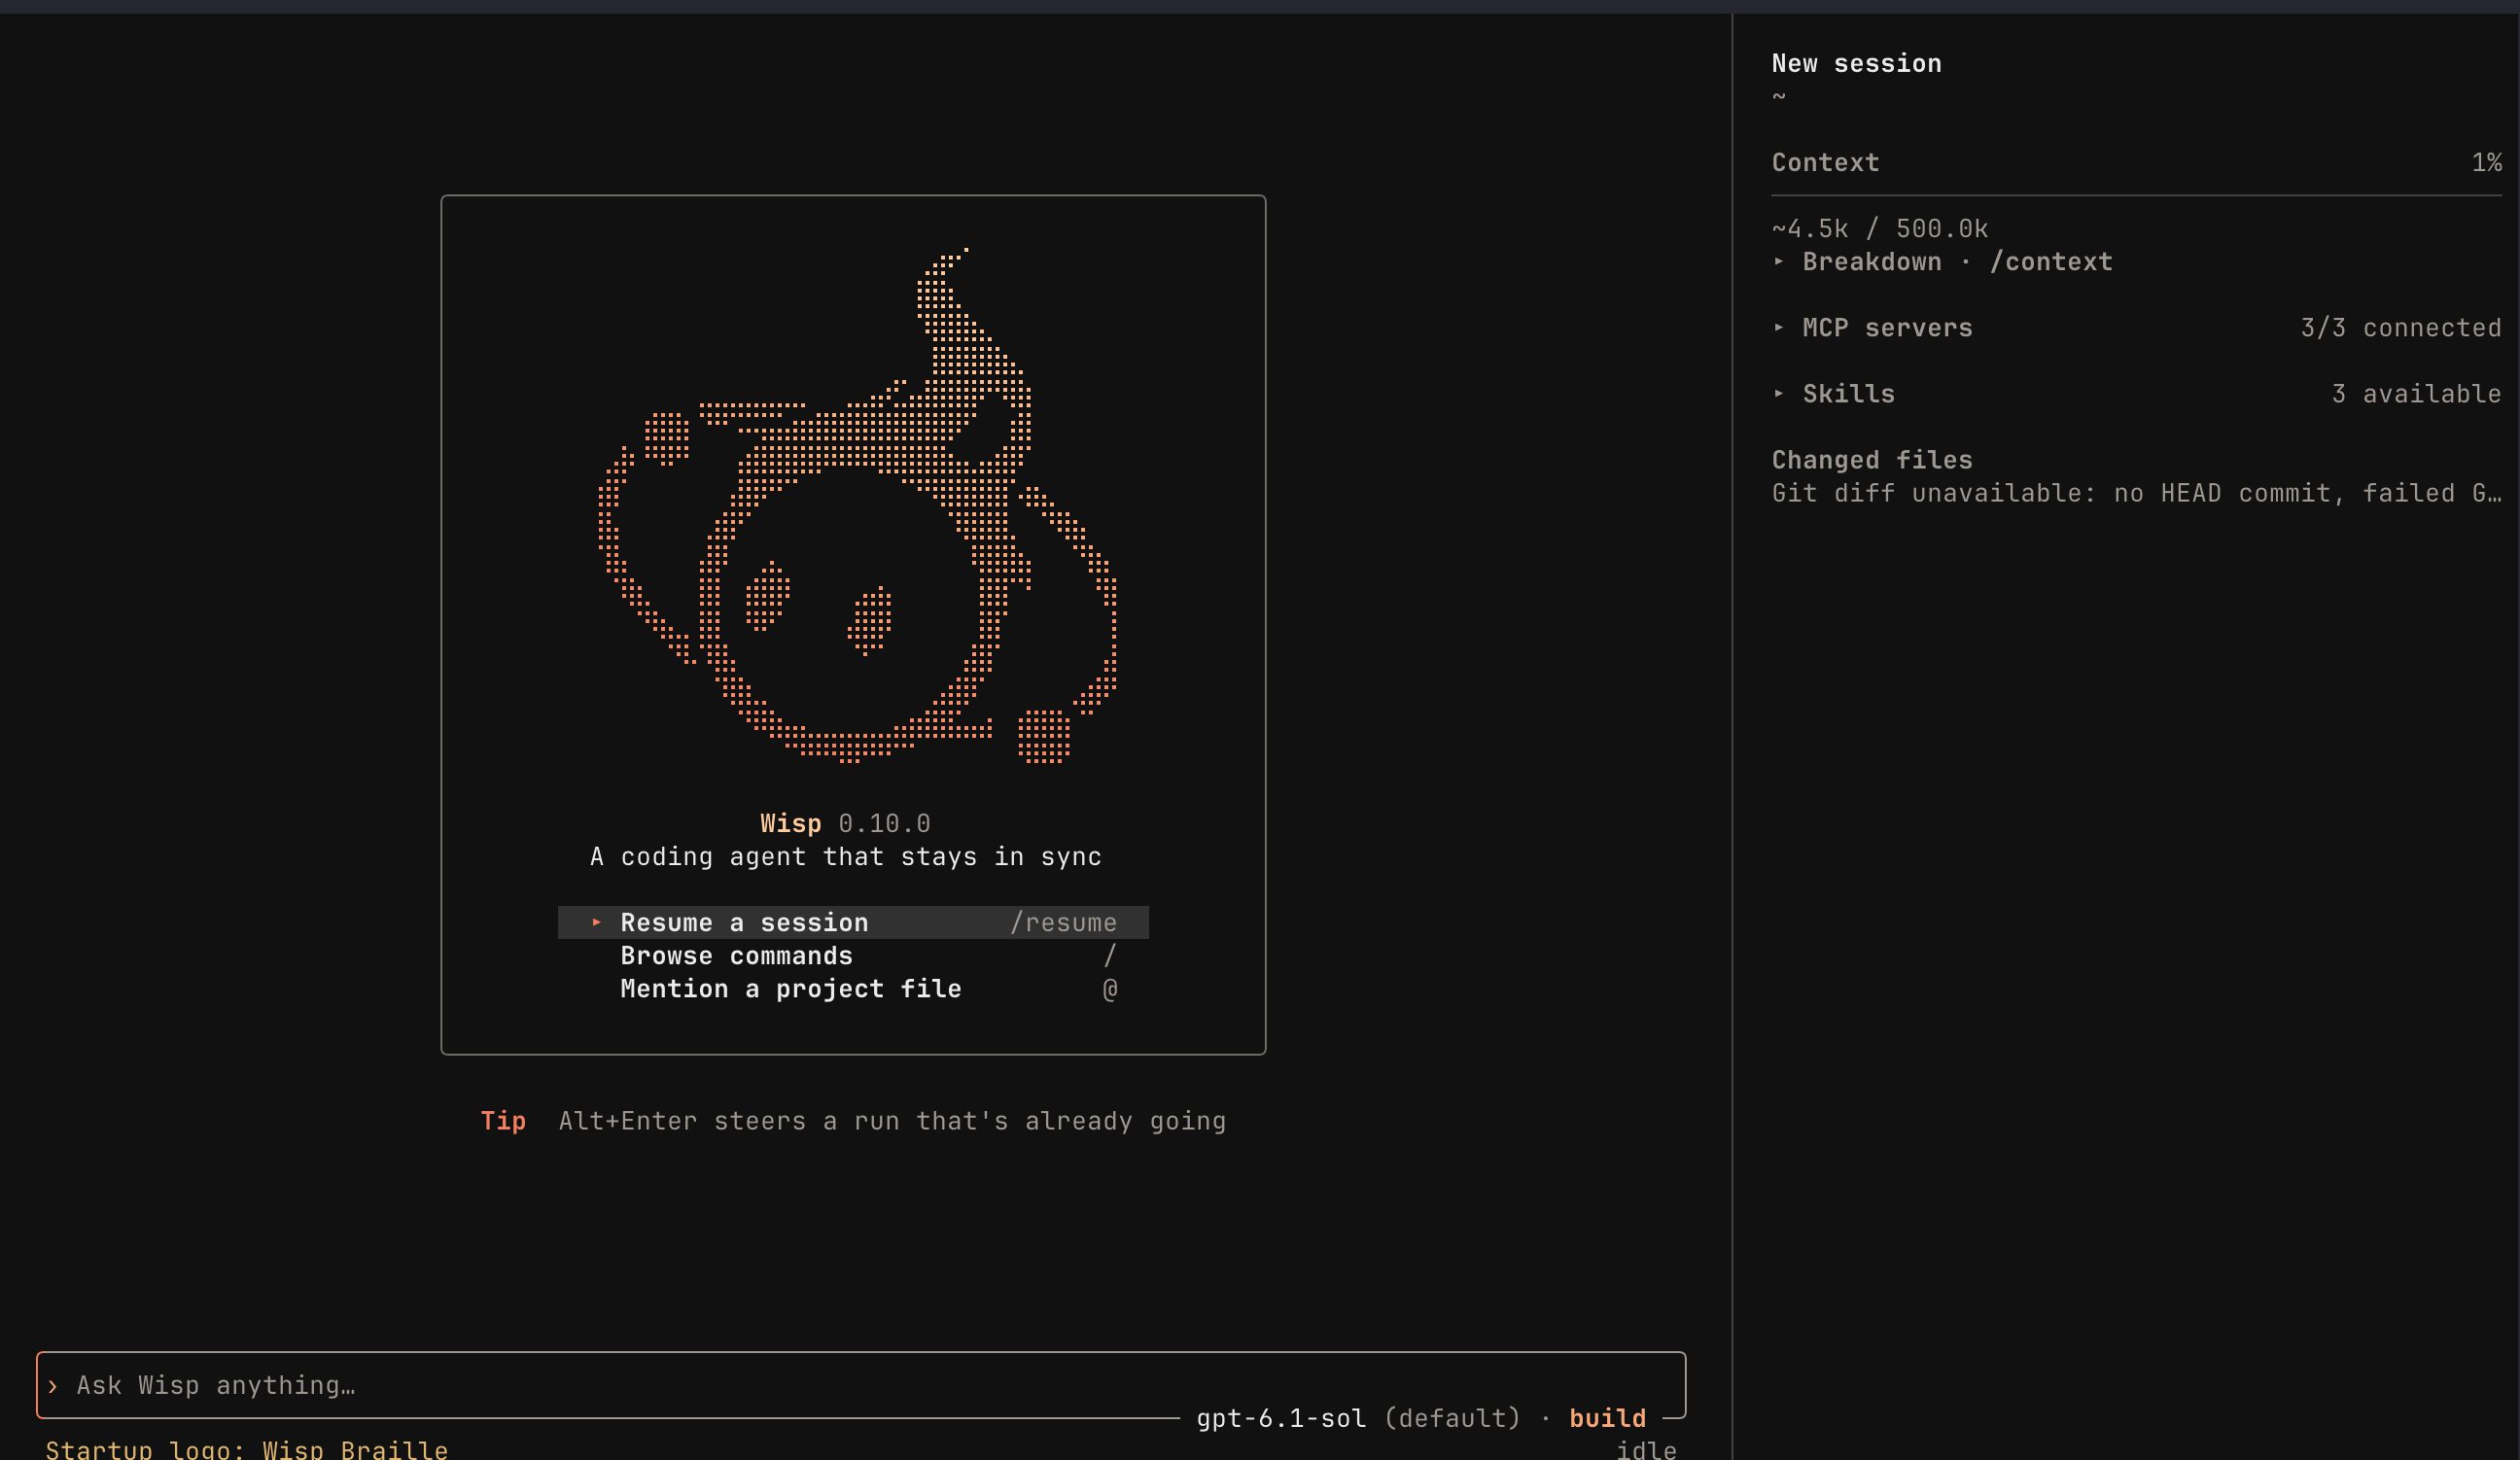 Wisp 0.10.0
A coding agent that stays in sync
▸ Resume a session /resume
Browse commands /
Mention a project file @
Tip Alt+Enter steers a run that's already going
› Ask Wisp anything…
gpt-6.1-sol (default) · build
Startup logo: Wisp Braille
idle
New session
~
Context 1%
~4.5k / 500.0k
▸ Breakdown · /context
▸ MCP servers 3/3 connected
▸ Skills 3 available
Changed files
Git diff unavailable: no HEAD commit, failed G…